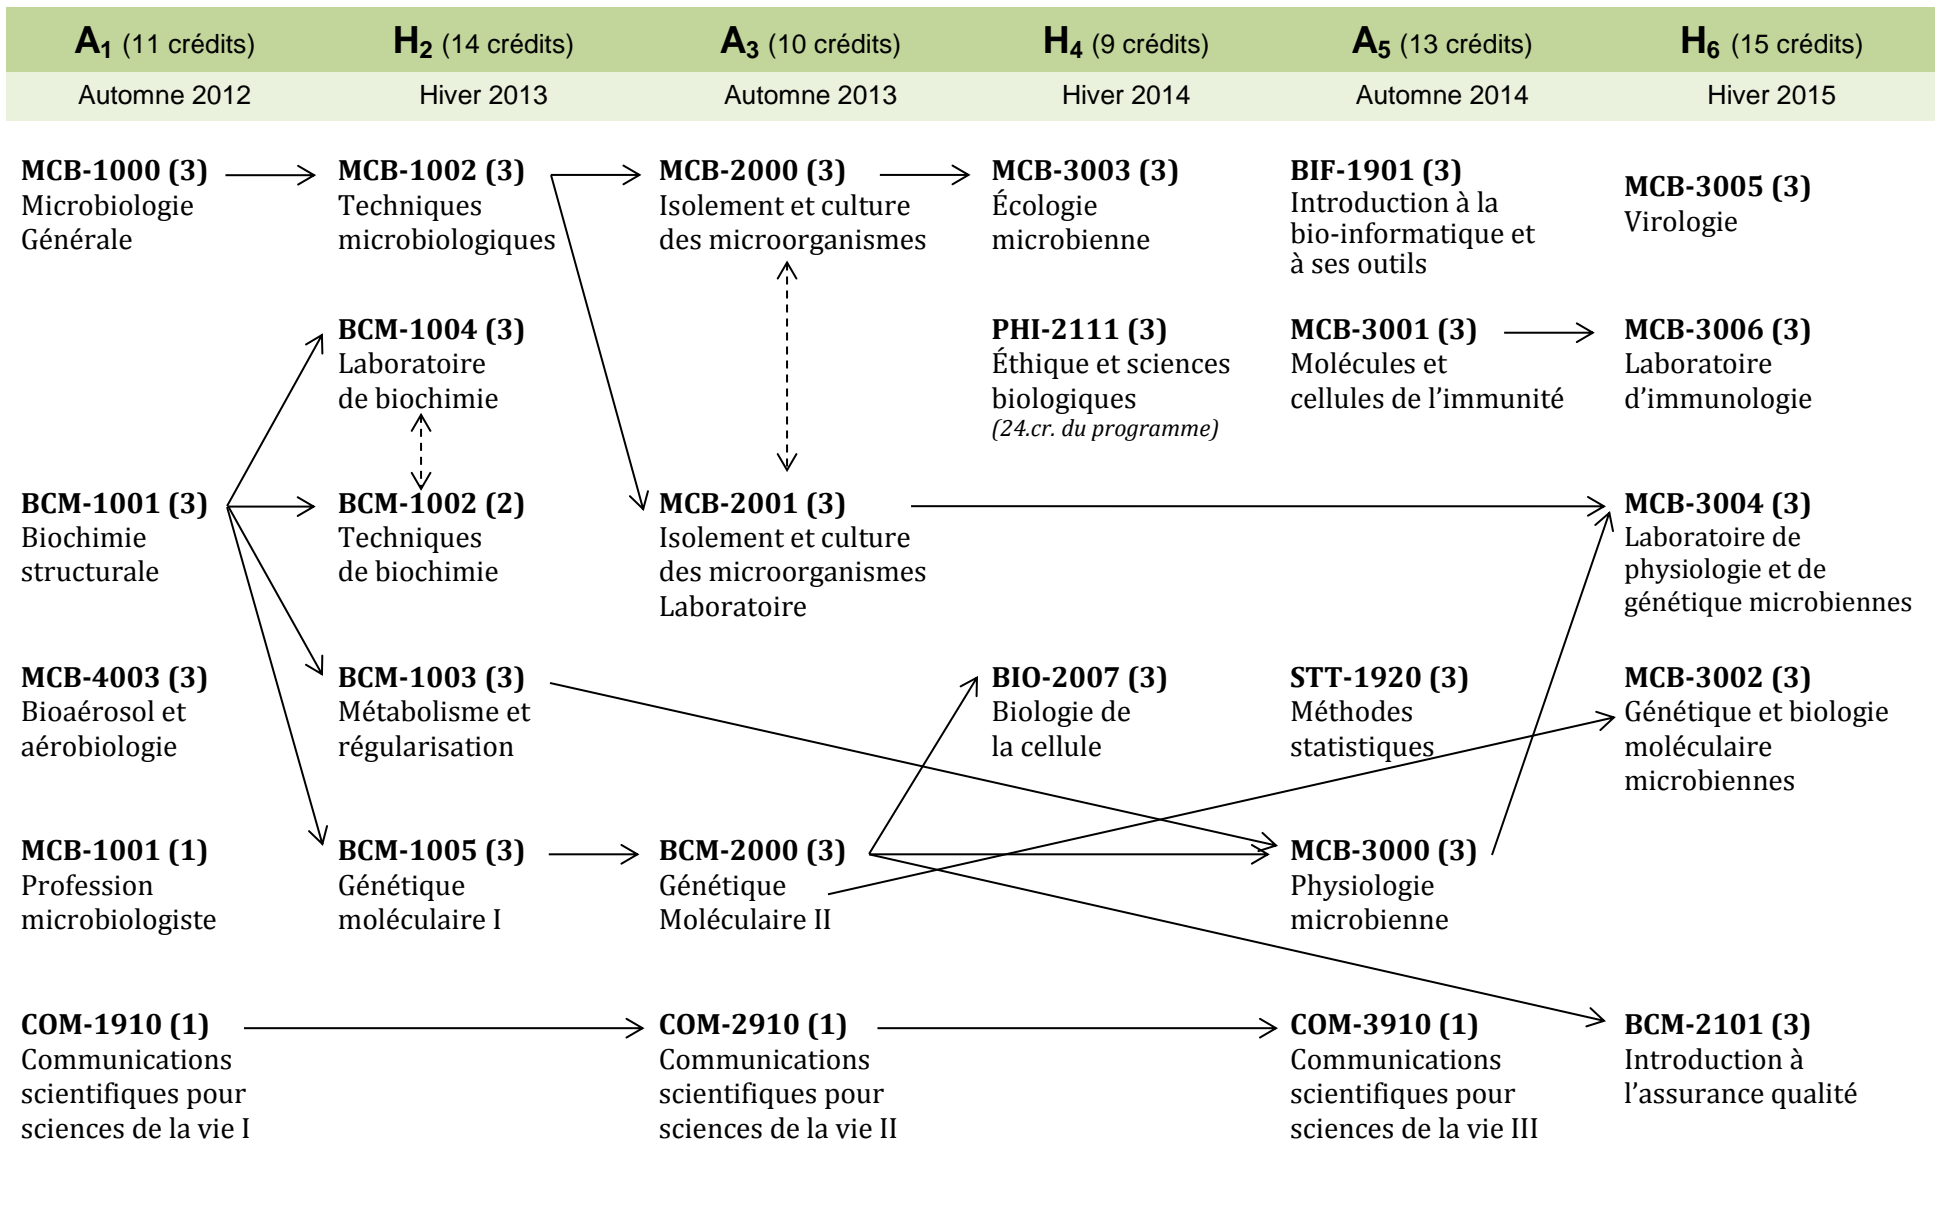 A1 (11 crédits)
H2 (14 crédits)
A3 (10 crédits)
H4 (9 crédits)
A5 (13 crédits)
H6 (15 crédits)
Automne 2012
Hiver 2013
Automne 2013
Hiver 2014
Automne 2014
Hiver 2015
MCB-1000 (3)
Microbiologie
Générale
MCB-1002 (3)
Techniques
microbiologiques
MCB-2000 (3)
Isolement et culture
des microorganismes
MCB-3003 (3)
Écologie
microbienne
BIF-1901 (3)
Introduction à la
bio-informatique et
à ses outils
MCB-3005 (3)
Virologie
BCM-1004 (3)
Laboratoire
de biochimie
PHI-2111 (3)
Éthique et sciences
biologiques
(24.cr. du programme)
MCB-3001 (3)
Molécules et
cellules de l’immunité
MCB-3006 (3)
Laboratoire
d’immunologie
BCM-1001 (3)
Biochimie
structurale
BCM-1002 (2)
Techniques
de biochimie
MCB-2001 (3)
Isolement et culture
des microorganismes
Laboratoire
MCB-3004 (3)
Laboratoire de
physiologie et de
génétique microbiennes
MCB-4003 (3)
Bioaérosol et
aérobiologie
BCM-1003 (3)
Métabolisme et
régularisation
BIO-2007 (3)
Biologie de
la cellule
STT-1920 (3)
Méthodes
statistiques
MCB-3002 (3)
Génétique et biologie
moléculaire
microbiennes
MCB-1001 (1)
Profession
microbiologiste
BCM-1005 (3)
Génétique
moléculaire I
BCM-2000 (3)
Génétique
Moléculaire II
MCB-3000 (3)
Physiologie
microbienne
COM-1910 (1)
Communications
scientifiques pour
sciences de la vie I
COM-2910 (1)
Communications
scientifiques pour
sciences de la vie II
COM-3910 (1)
Communications
scientifiques pour
sciences de la vie III
BCM-2101 (3)
Introduction à
l’assurance qualité